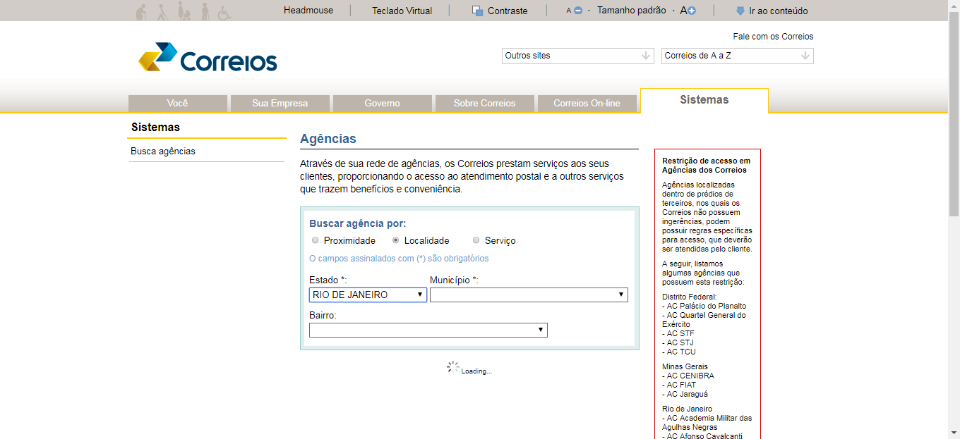 Headmouse | Teclado Virtual | Contraste | A - Tamanho padrão - A | Ir ao conteúdo
Fale com os Correios
Correios
Outros sites
Correios de A a Z
Você
Sua Empresa
Governo
Sobre Correios
Correios On-line
Sistemas
Sistemas
Busca agências
Agências
Através de sua rede de agências, os Correios prestam serviços aos seus
clientes, proporcionando o acesso ao atendimento postal e a outros serviços
que trazem benefícios e conveniência.
Buscar agência por:
Proximidade Localidade Serviço
O campos assinalados com (*) são obrigatórios
Estado *: Município *:
RIO DE JANEIRO
Bairro:
Loading...
Restrição de acesso em
Agências dos Correios
Agências localizadas
dentro de prédios de
terceiros, nos quais os
Correios não possuem
ingerências, podem
possuir regras específicas
para acesso, que deverão
ser atendidas pelo cliente.
A seguir, listamos
algumas agências que
possuem esta restrição:
Distrito Federal:
- AC Palácio do Planalto
- AC Quartel General do
Exército
- AC STF
- AC STJ
- AC TCU
Minas Gerais
- AC CENIBRA
- AC FIAT
- AC Jaraguá
Rio de Janeiro
- AC Academia Militar das
Agulhas Negras
- AC Afonso Cavalcanti